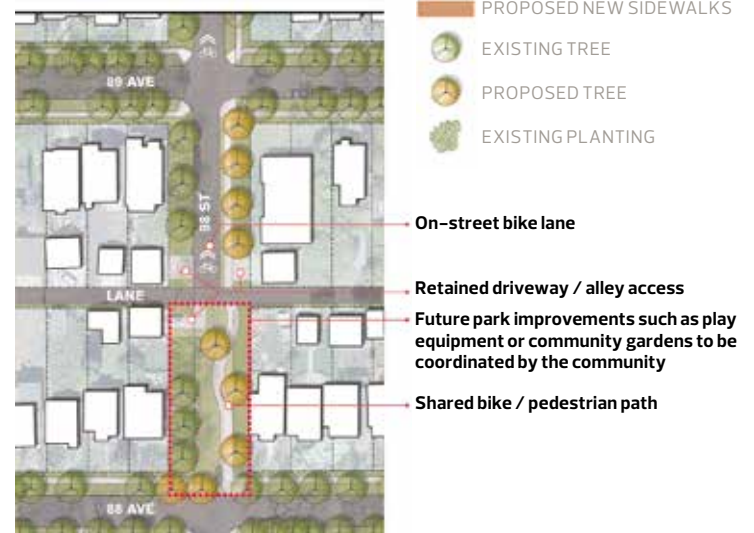 PROPOSED NEW SIDEWALKS
EXISTING TREE
PROPOSED TREE
EXISTING PLANTING
89 AVE
98 ST
On-street bike lane
LANE
Retained driveway / alley access
Future park improvements such as play
equipment or community gardens to be
coordinated by the community
Shared bike / pedestrian path
88 AVE